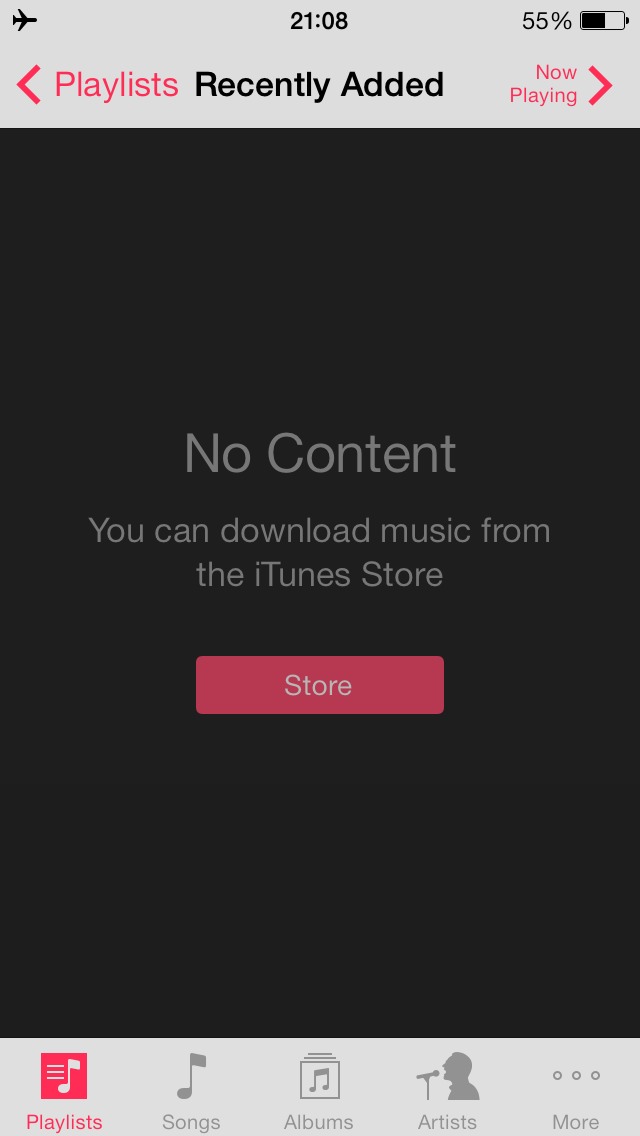 21:08
55%
Playlists
Recently Added
Now
Playing
No Content
You can download music from
the iTunes Store
Store
Playlists
Songs
Albums
Artists
More